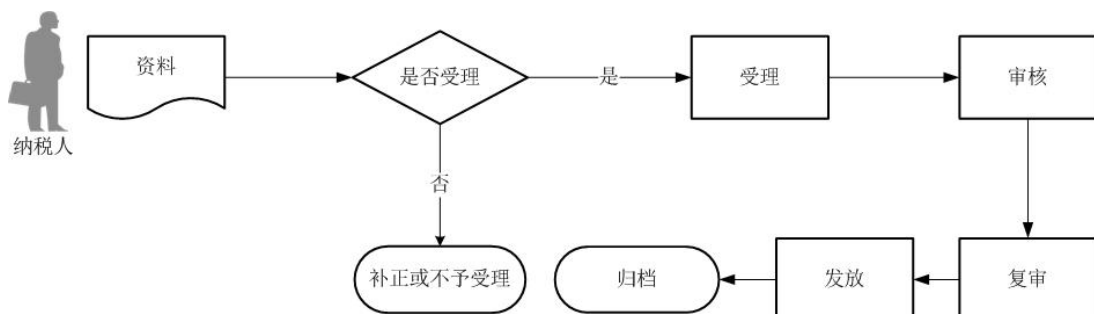 资料
是否受理
是
受理
审核
纳税人
否
补正或不予受理
归档
发放
复审